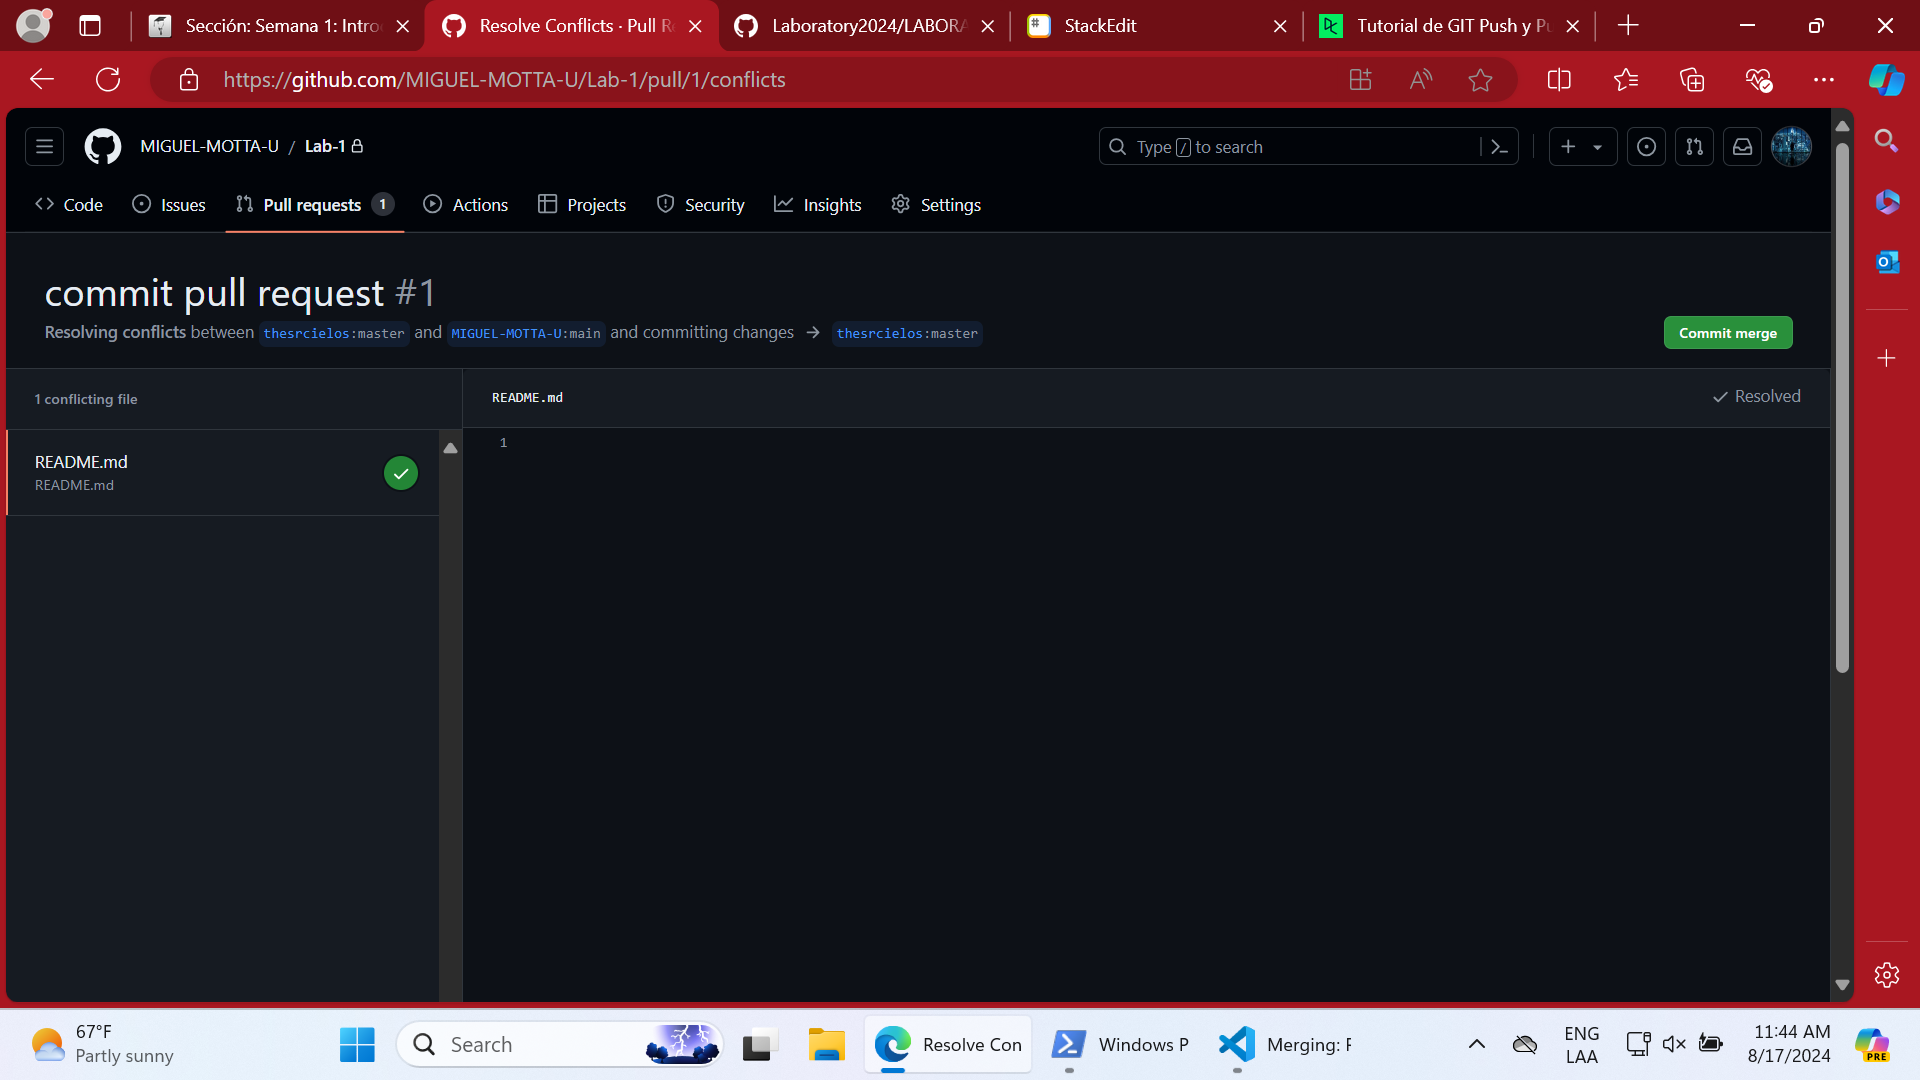 Sección: Semana 1: Intro
Resolve Conflicts · Pull Re
Laboratory2024/LABORA
StackEdit
Tutorial de GIT Push y Pu
https://github.com/MIGUEL-MOTTA-U/Lab-1/pull/1/conflicts
MIGUEL-MOTTA-U / Lab-1
Type / to search
Code
Issues
Pull requests 1
Actions
Projects
Security
Insights
Settings
commit pull request #1
Resolving conflicts between thesrcielos:master and MIGUEL-MOTTA-U:main and committing changes → thesrcielos:master
Commit merge
1 conflicting file
README.md
Resolved
README.md
README.md
1
67°F
Partly sunny
Search
Resolve Con
Windows P
Merging: F
ENG
LAA
11:44 AM
8/17/2024
PRE